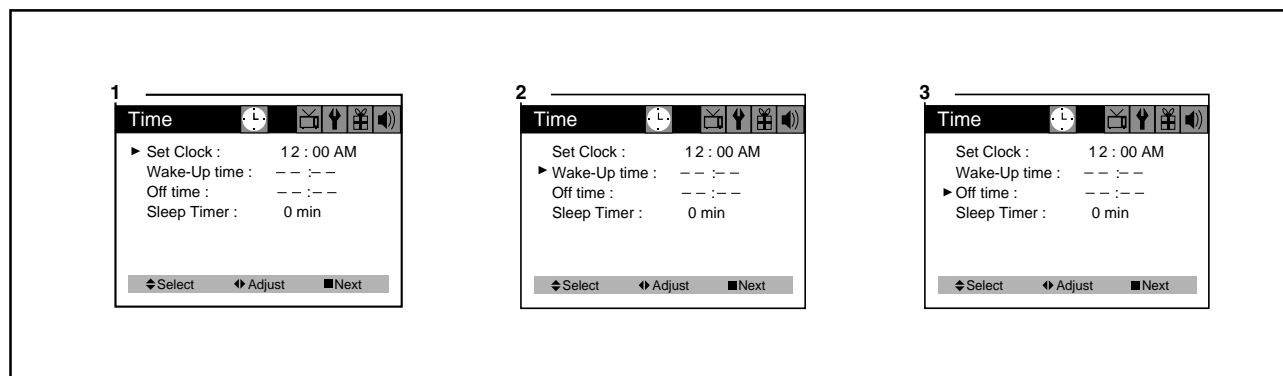 1
Time
► Set Clock : 12 : 00 AM
Wake-Up time : – – :– –
Off time : – – :– –
Sleep Timer : 0 min
Select Adjust Next
2
Time
Set Clock : 12 : 00 AM
► Wake-Up time : – – :– –
Off time : – – :– –
Sleep Timer : 0 min
Select Adjust Next
3
Time
Set Clock : 12 : 00 AM
Wake-Up time : – – :– –
► Off time : – – :– –
Sleep Timer : 0 min
Select Adjust Next